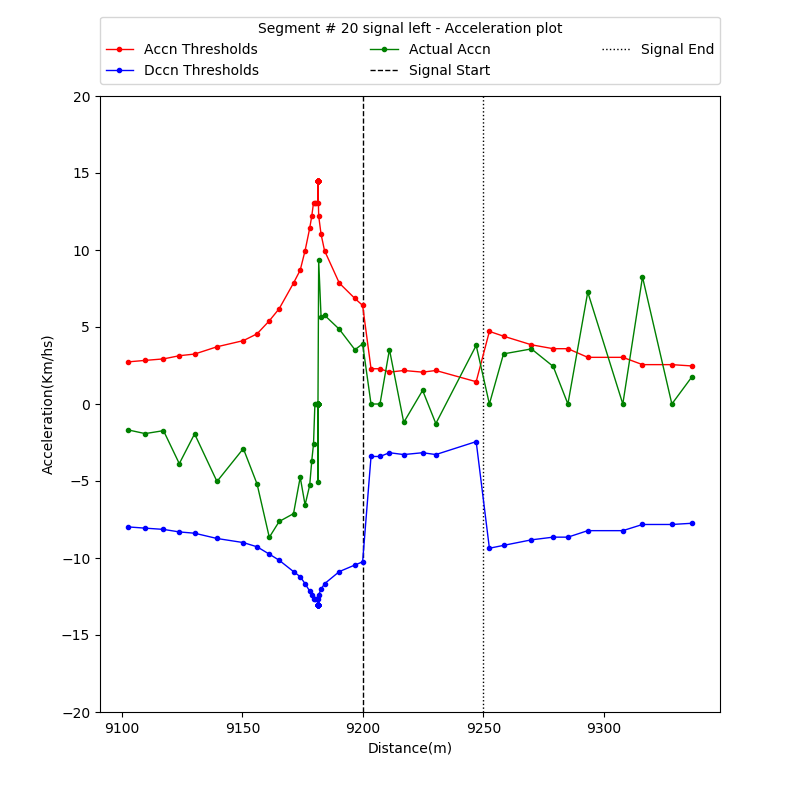 Segment # 20 signal left - Acceleration plot
Accn Thresholds Actual Accn Signal End
Dccn Thresholds Signal Start
20
15
10
5
0
−5
−10
−15
−20
Acceleration(Km/hs)
9100 9150 9200 9250 9300
Distance(m)